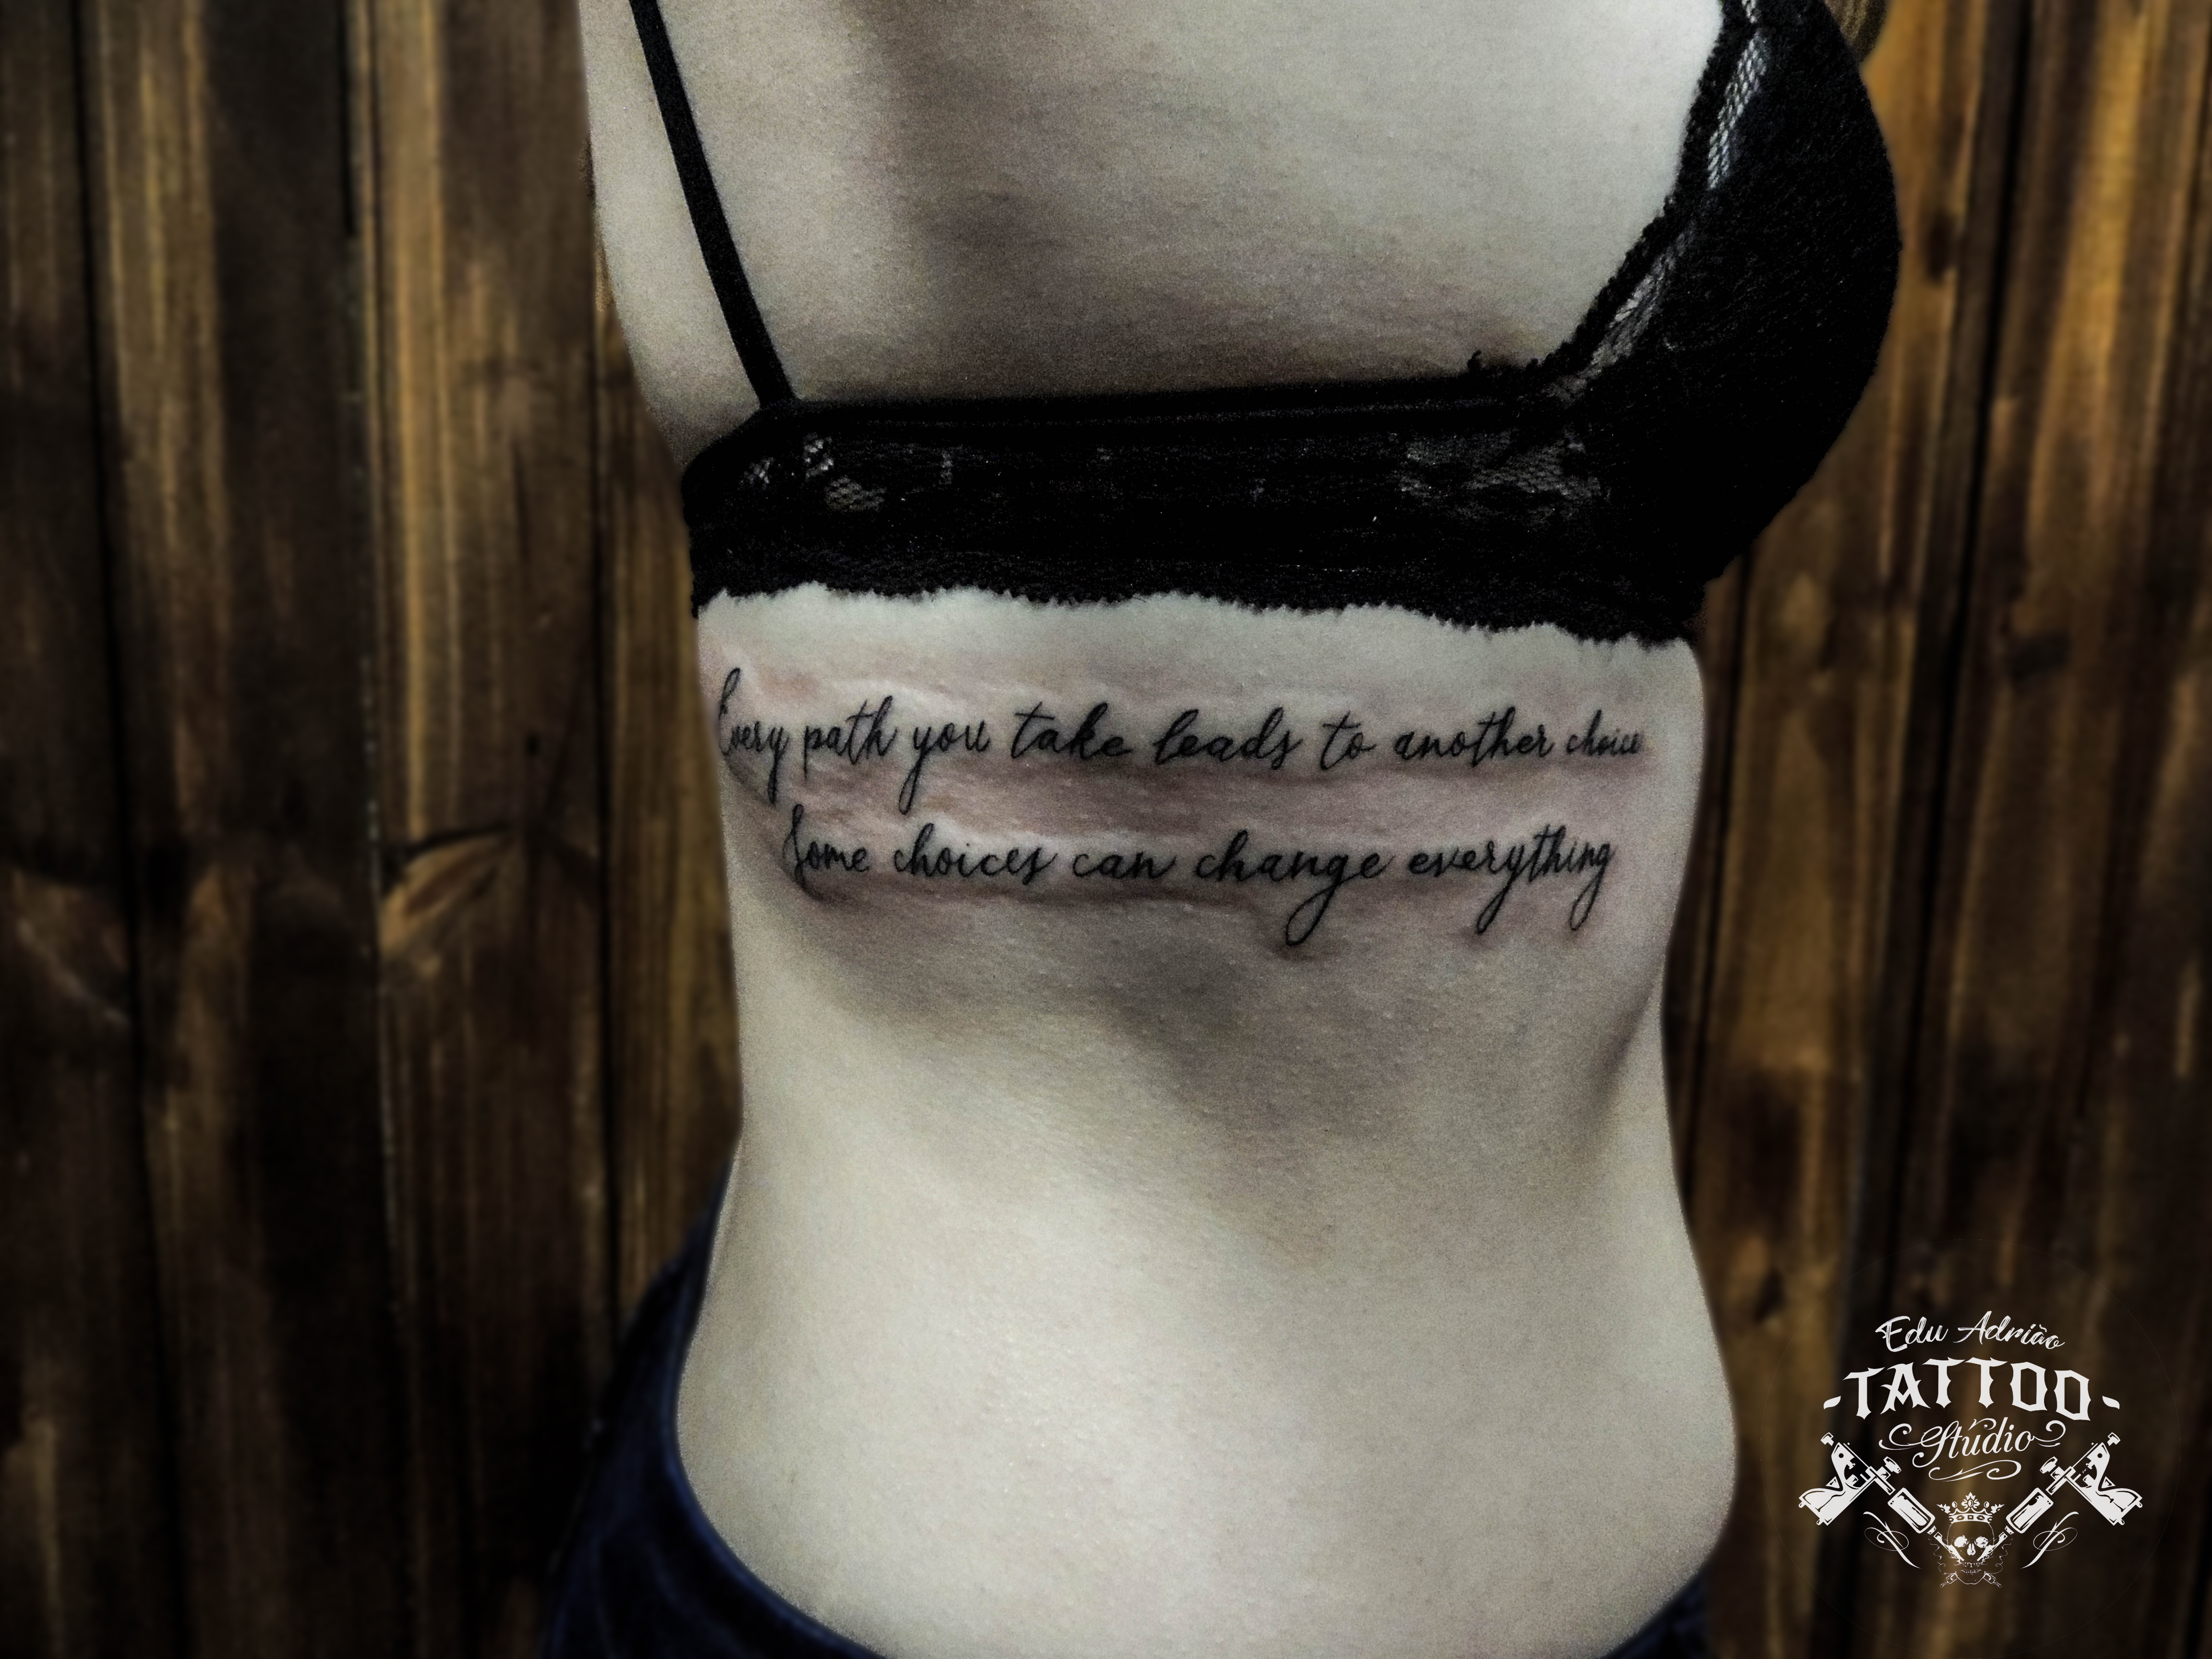 Every path you take leads to another choice
Some choices can change everything
Edu Adrião
-TATTOO-
Studio